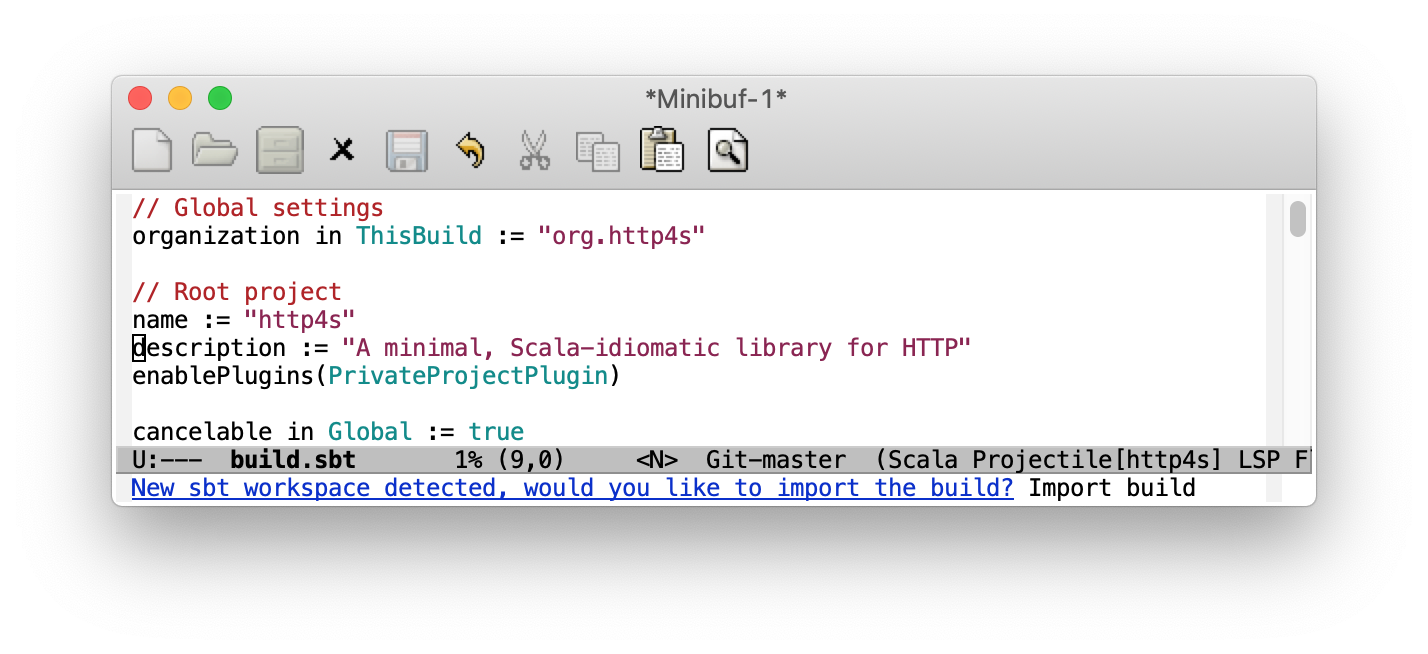 *Minibuf-1*
// Global settings
organization in ThisBuild := "org.http4s"
// Root project
name := "http4s"
description := "A minimal, Scala-idiomatic library for HTTP"
enablePlugins(PrivateProjectPlugin)
cancelable in Global := true
U:--- build.sbt 1% (9,0) <N> Git-master (Scala Projectile[http4s] LSP F
New sbt workspace detected, would you like to import the build? Import build